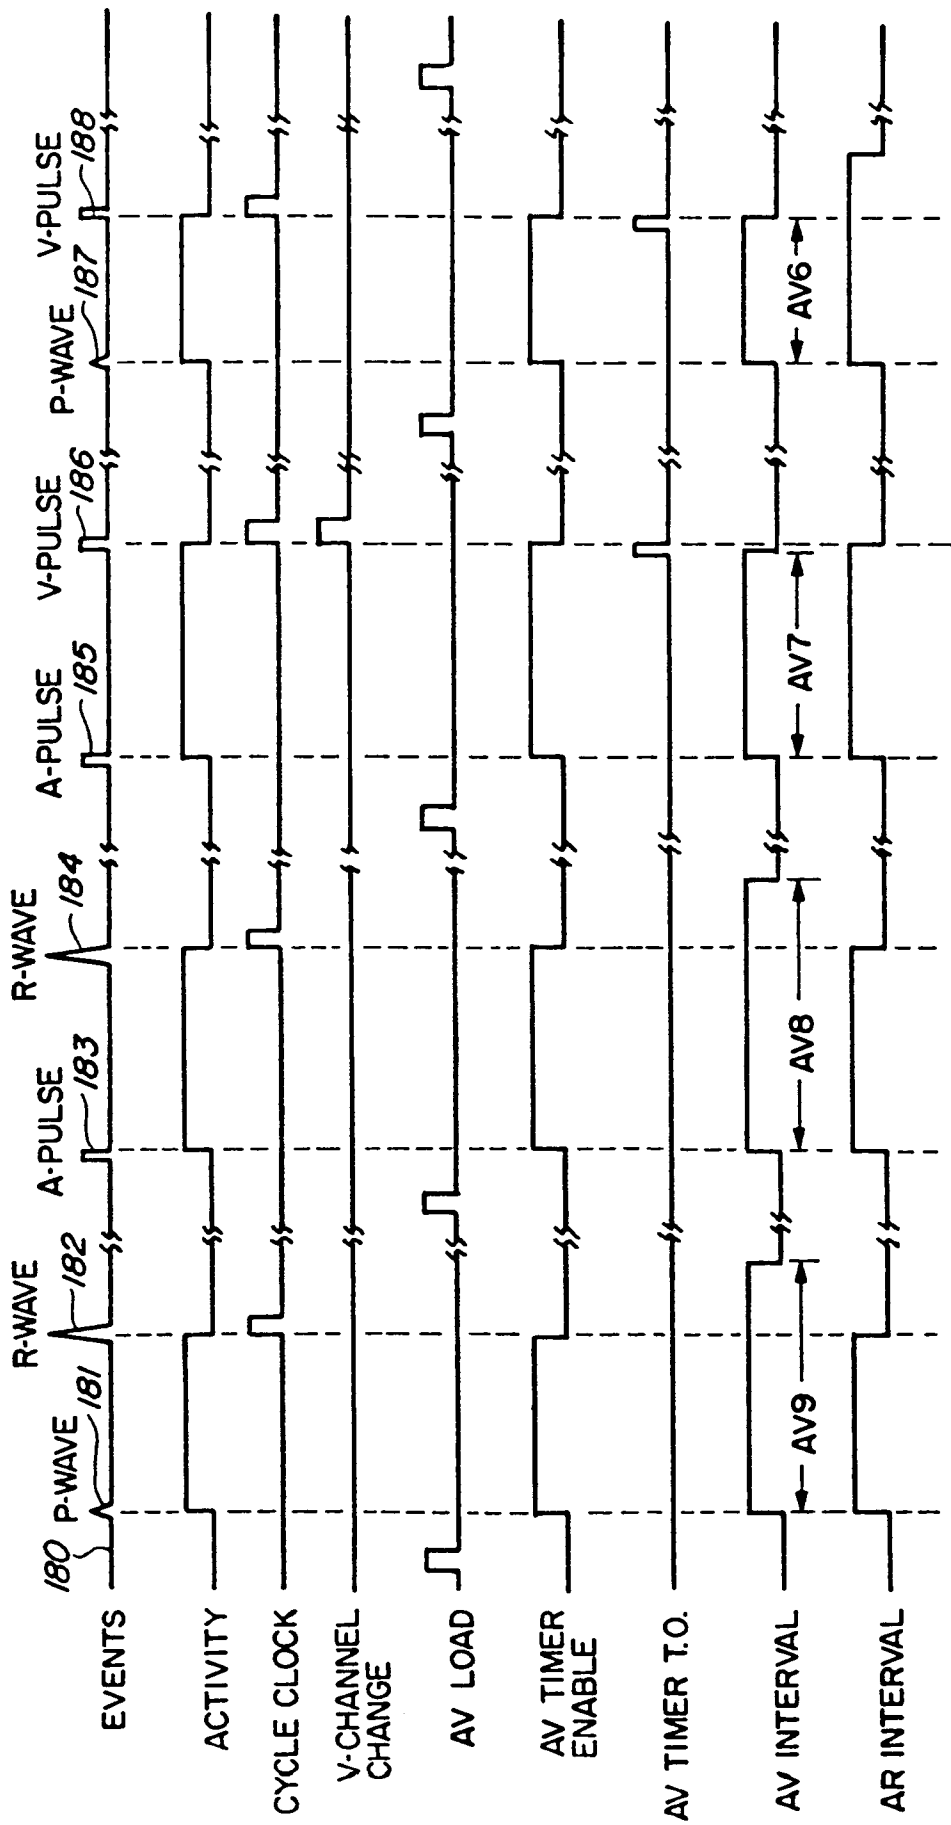 180
P-WAVE
181
R-WAVE
182
A-PULSE
183
R-WAVE
184
A-PULSE
185
V-PULSE
186
P-WAVE
187
V-PULSE
188
EVENTS
ACTIVITY
CYCLE CLOCK
V-CHANNEL
CHANGE
AV LOAD
AV TIMER
ENABLE
AV TIMER T.O.
AV INTERVAL
AV9
AV8
AV7
AV6
AR INTERVAL